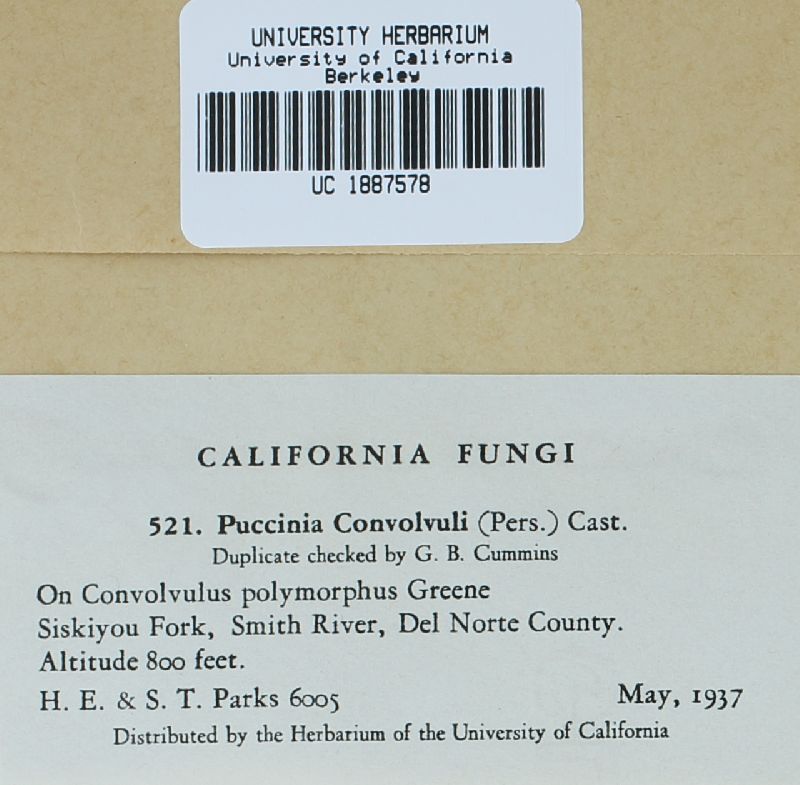 UNIVERSITY HERBARIUM
University of California
Berkeley
UC 1887578
CALIFORNIA FUNGI
521. Puccinia Convolvuli (Pers.) Cast.
Duplicate checked by G. B. Cummins
On Convolvulus polymorphus Greene
Siskiyou Fork, Smith River, Del Norte County.
Altitude 800 feet.
H. E. & S. T. Parks 6005 May, 1937
Distributed by the Herbarium of the University of California